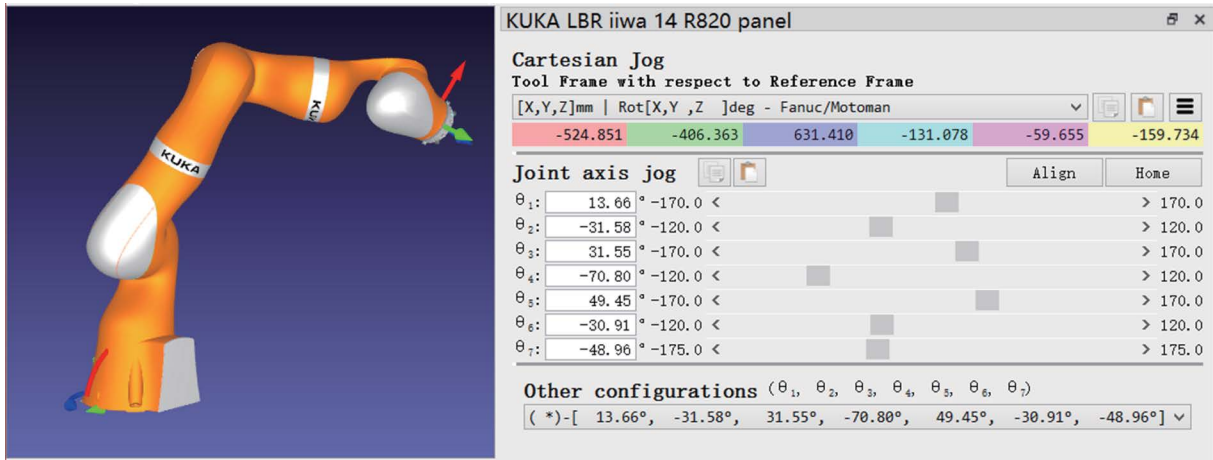 KUKA LBR iiwa 14 R820 panel
Cartesian Jog
Tool Frame with respect to Reference Frame
[X,Y,Z]mm | Rot[X,Y ,Z ]deg - Fanuc/Motoman
-524.851 -406.363 631.410 -131.078 -59.655 -159.734
Joint axis jog Align Home
θ₁: 13.66 ° -170.0 < > 170.0
θ₂: -31.58 ° -120.0 < > 120.0
θ₃: 31.55 ° -170.0 < > 170.0
θ₄: -70.80 ° -120.0 < > 120.0
θ₅: 49.45 ° -170.0 < > 170.0
θ₆: -30.91 ° -120.0 < > 120.0
θ₇: -48.96 ° -175.0 < > 175.0
Other configurations (θ₁, θ₂, θ₃, θ₄, θ₅, θ₆, θ₇)
( *)-[ 13.66°, -31.58°, 31.55°, -70.80°, 49.45°, -30.91°, -48.96°]
KUKA
KUK